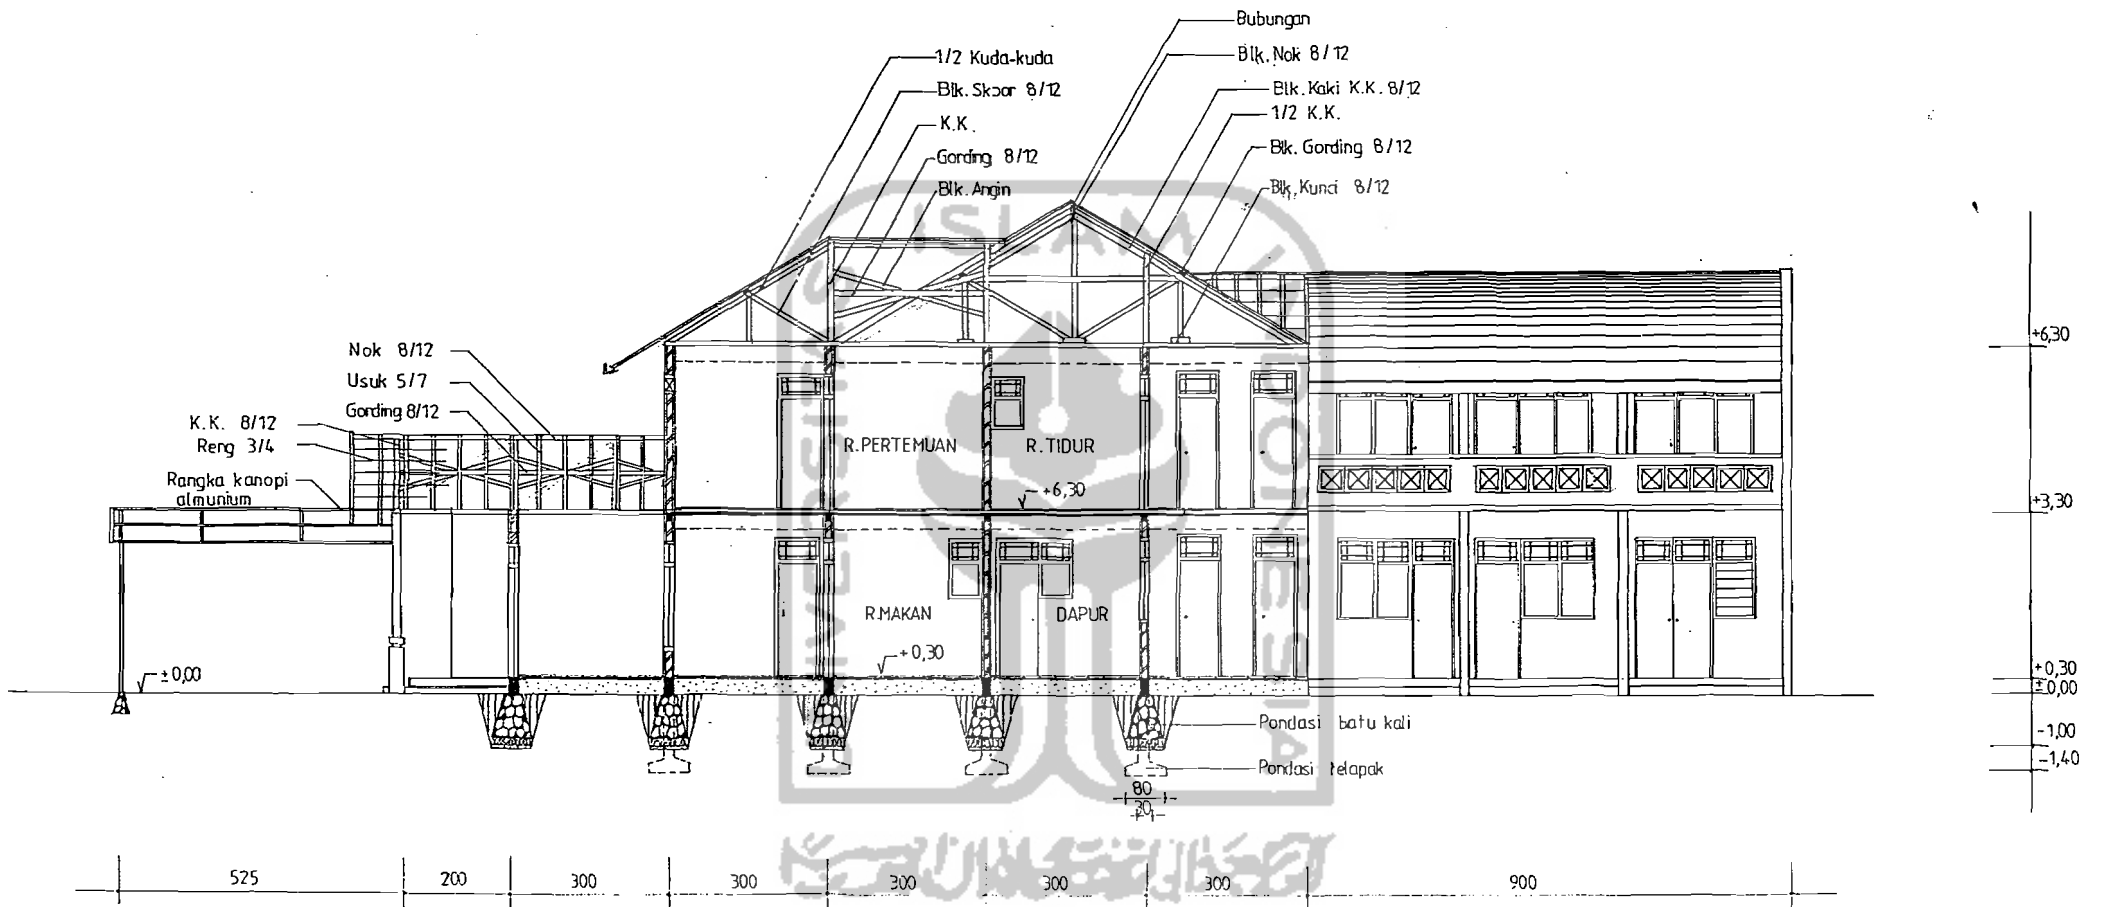 Bubungan
Blk. Nok 8/12
1/2 Kuda-kuda
Blk. Skoor 8/12
Blk. Kaki K.K. 8/12
1/2 K.K.
K.K.
Gording 8/12
Blk. Gording 8/12
Blk. Angin
Blk. Kunci 8/12
ISLAM
UNIVERSITAS
INDONESIA
Nok 8/12
Usuk 5/7
Gording 8/12
K.K. 8/12
Reng 3/4
Rangka kanopi
almunium
R.PERTEMUAN
R.TIDUR
+6,30
R.MAKAN
DAPUR
+0,30
±0,00
+6,30
+3,30
+0,30
±0,00
-1,00
-1,40
Pondasi batu kali
Pondasi telapak
80
30
525 200 300 300 300 300 300 900